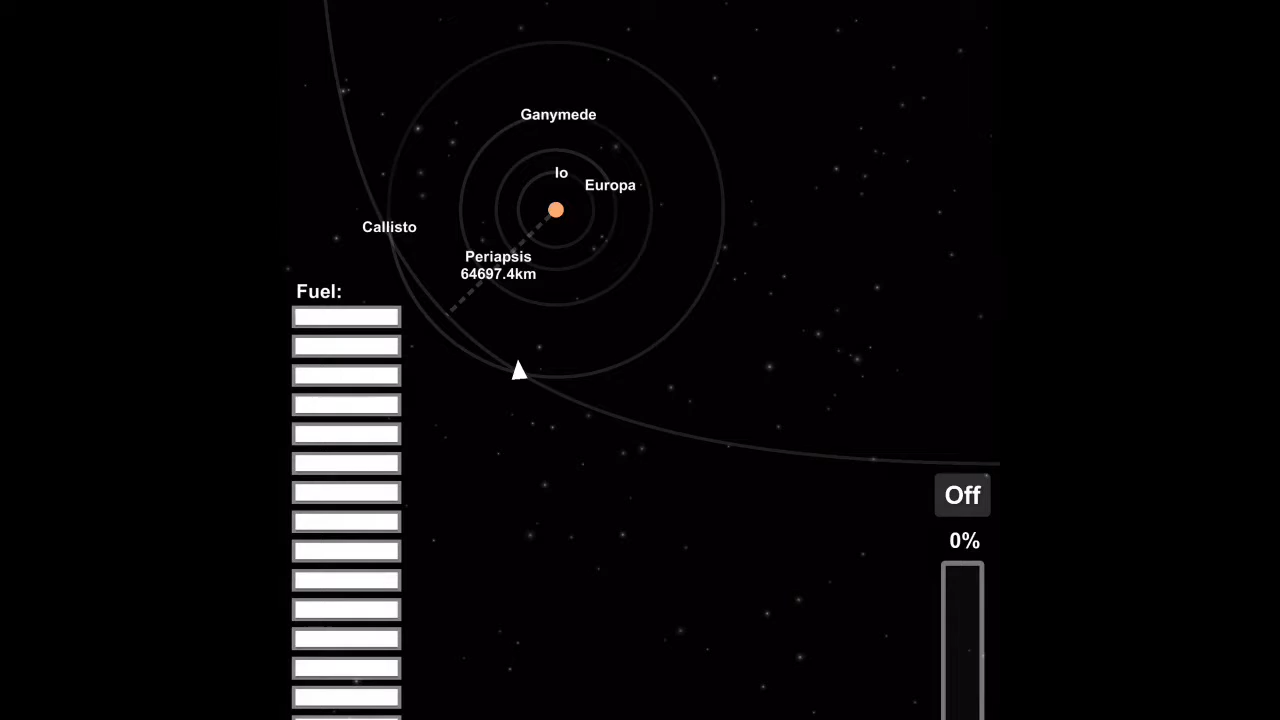 Ganymede
Io
Europa
Callisto
Periapsis
64697.4km
Fuel:
Off
0%